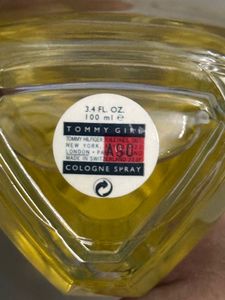 3.4 FL. OZ.
100 ml ℮
TOMMY GIRL
TOMMY HILFIGER
NEW YORK,
A90
LONDON · PA
MADE IN SWITZERLAND
COLOGNE SPRAY